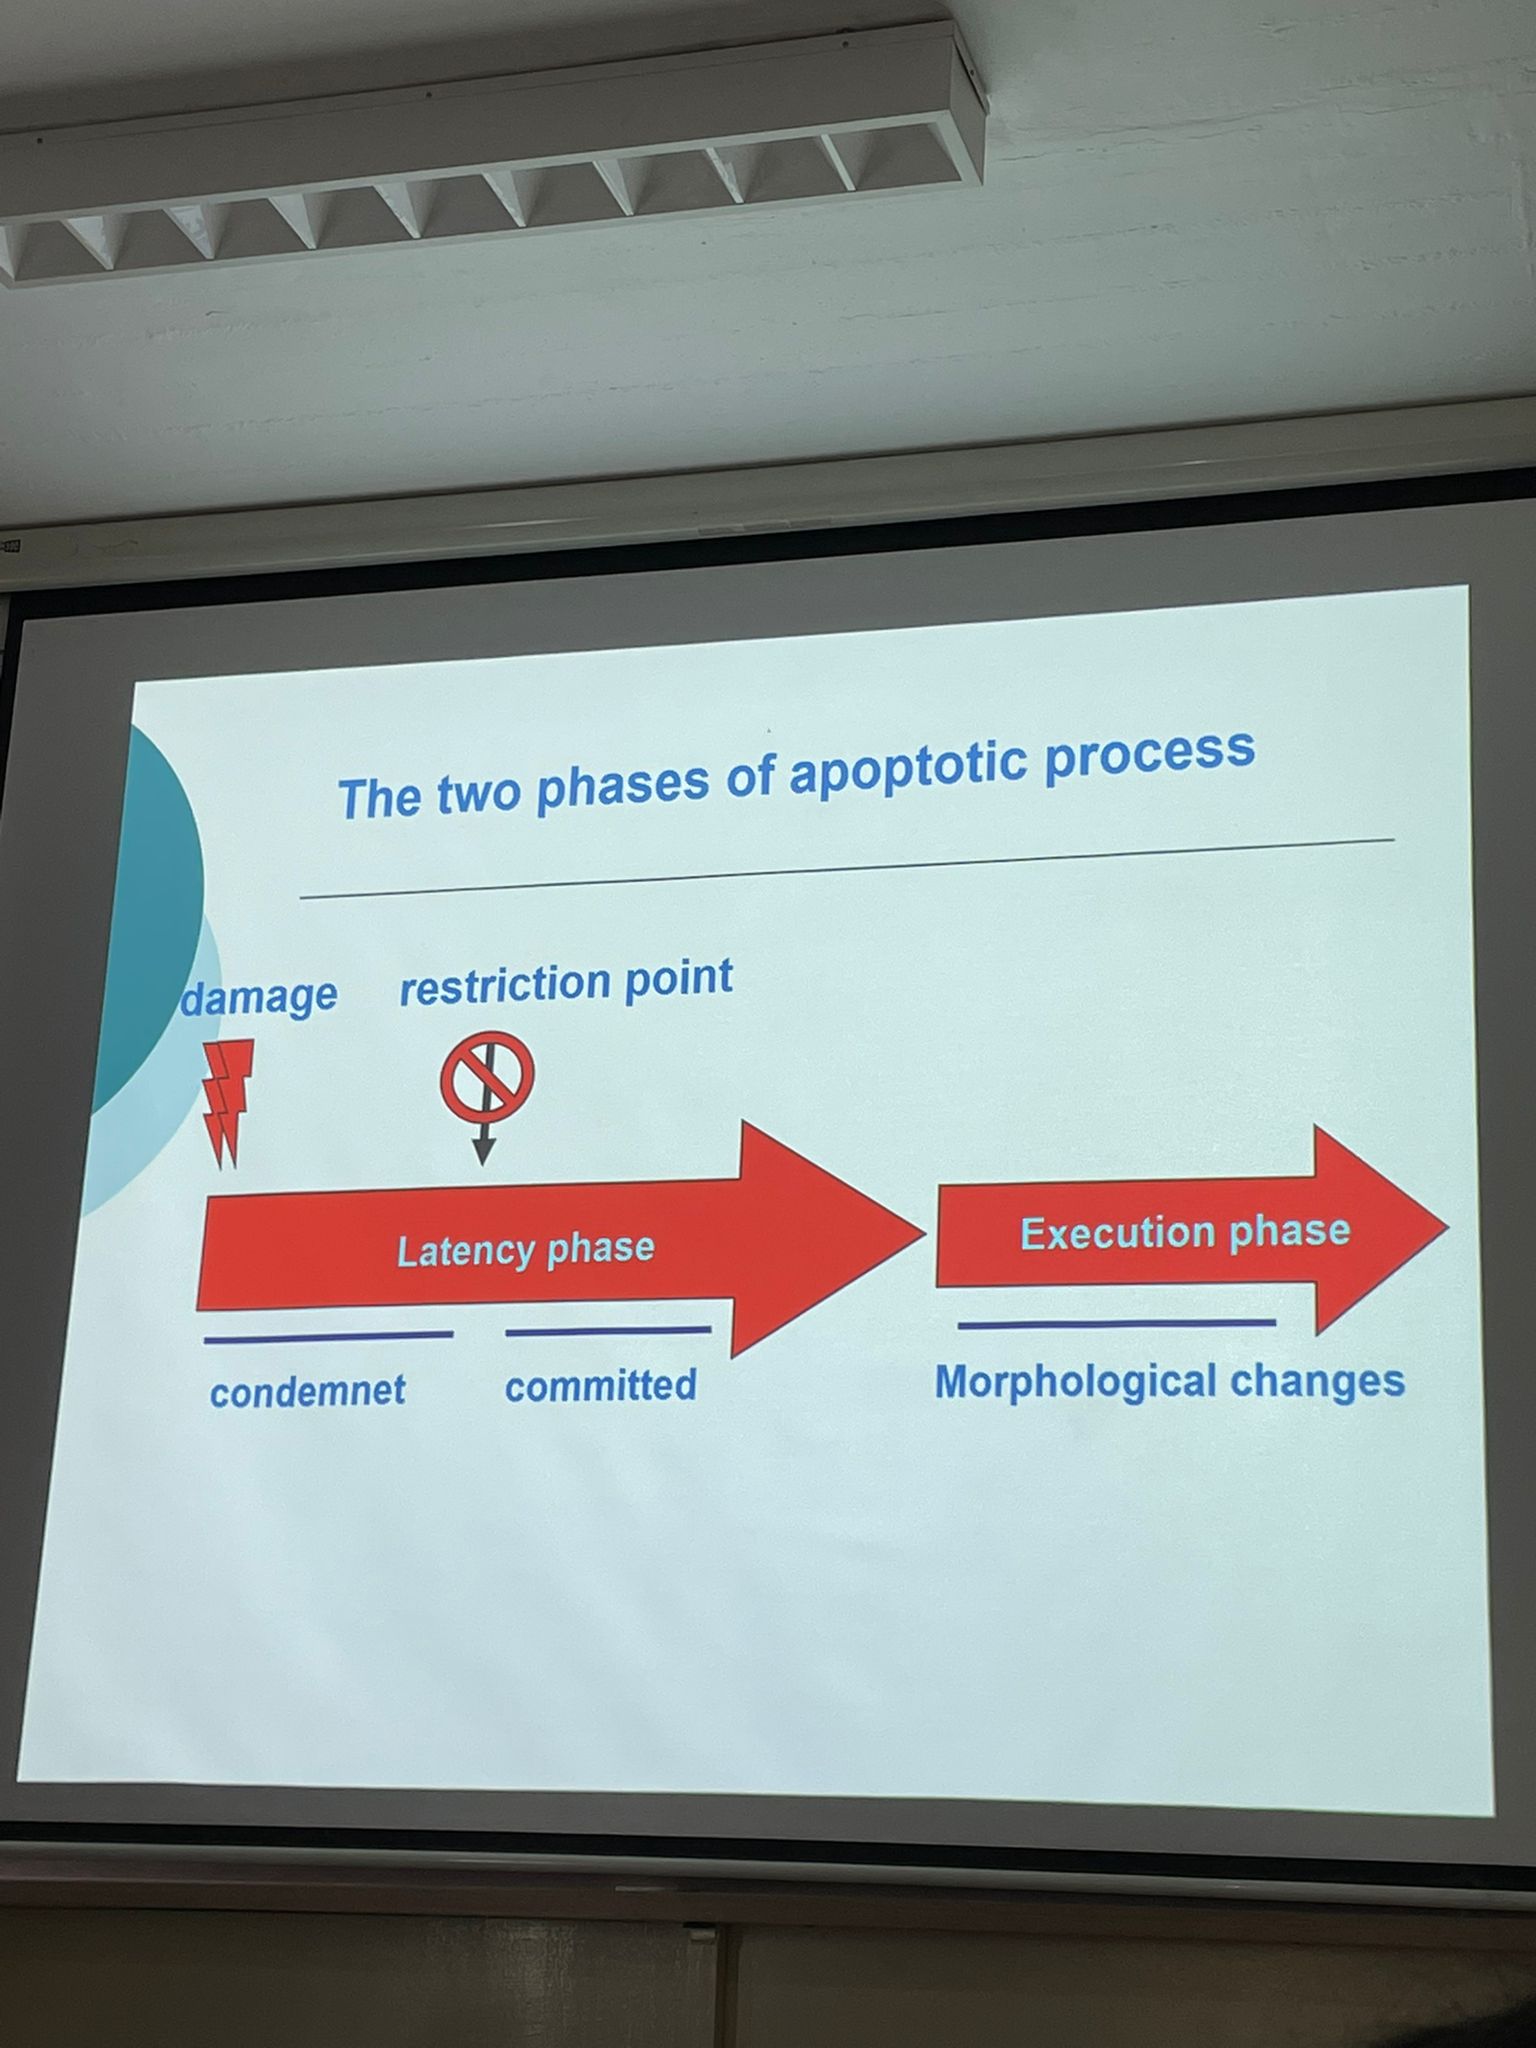 The two phases of apoptotic process
damage restriction point
Latency phase Execution phase
condemnet committed Morphological changes